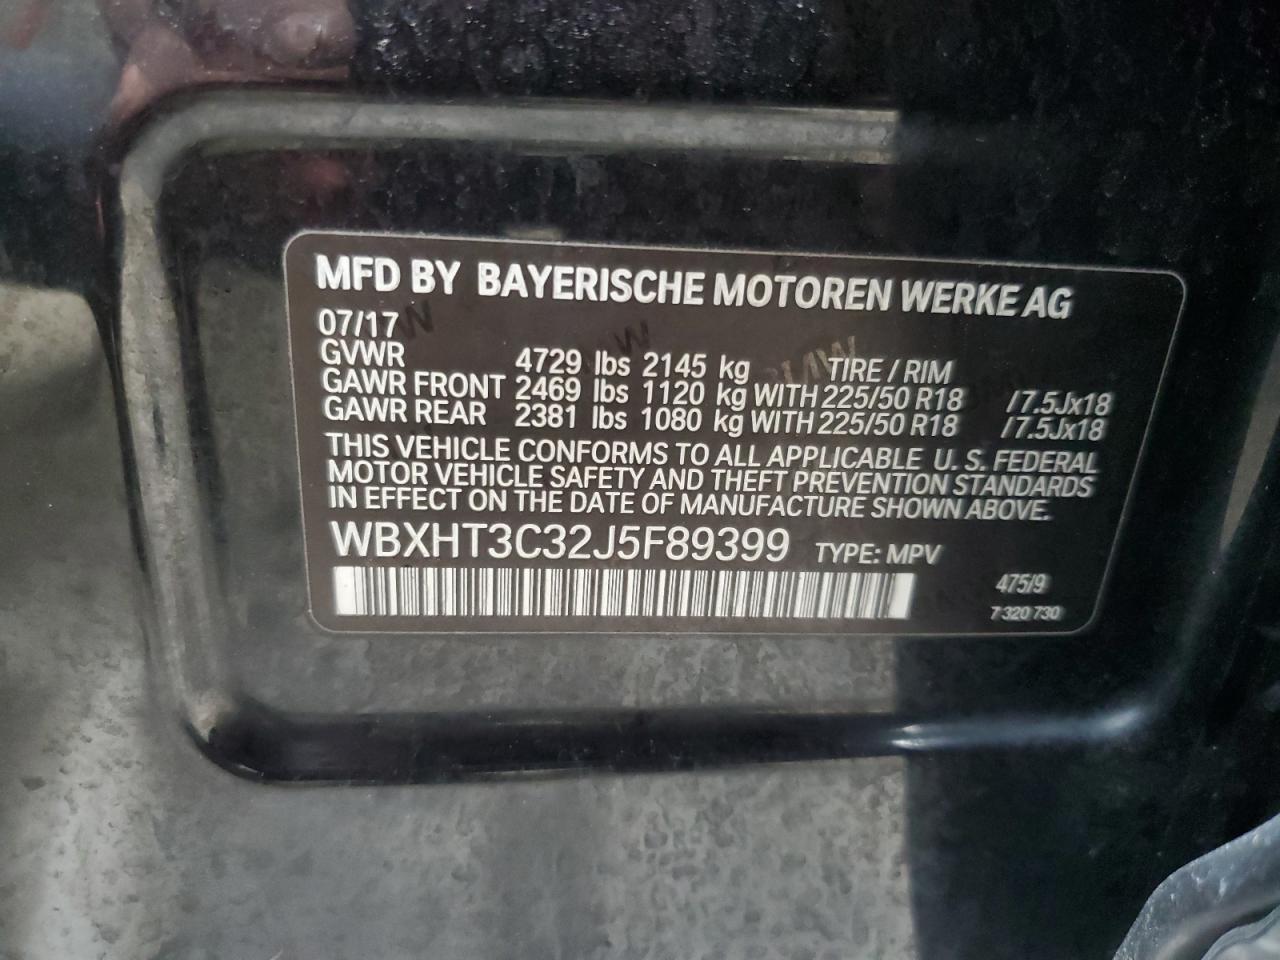 MFD BY BAYERISCHE MOTOREN WERKE AG
07/17
GVWR 4729 lbs 2145 kg TIRE / RIM
GAWR FRONT 2469 lbs 1120 kg WITH 225/50 R18 /7.5Jx18
GAWR REAR 2381 lbs 1080 kg WITH 225/50 R18 /7.5Jx18
THIS VEHICLE CONFORMS TO ALL APPLICABLE U. S. FEDERAL
MOTOR VEHICLE SAFETY AND THEFT PREVENTION STANDARDS
IN EFFECT ON THE DATE OF MANUFACTURE SHOWN ABOVE.
WBXHT3C32J5F89399 TYPE: MPV
475/9
7 320 730